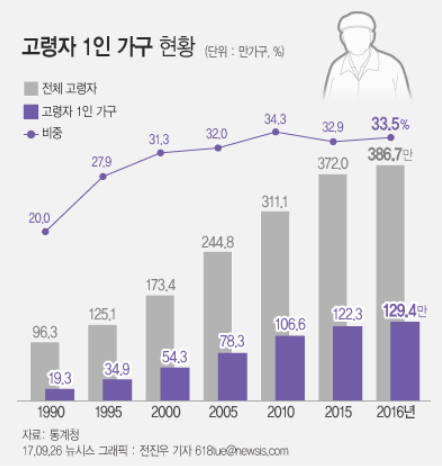 고령자 1인 가구 현황 (단위 : 만가구, %)
전체 고령자
고령자 1인 가구
비중
20.0 27.9 31.3 32.0 34.3 32.9 33.5%
96.3 125.1 173.4 244.8 311.1 372.0 386.7만
19.3 34.9 54.3 78.3 106.6 122.3 129.4만
1990 1995 2000 2005 2010 2015 2016년
자료: 통계청
17.09.26 뉴시스 그래픽 : 전진우 기자 618tue@newsis.com